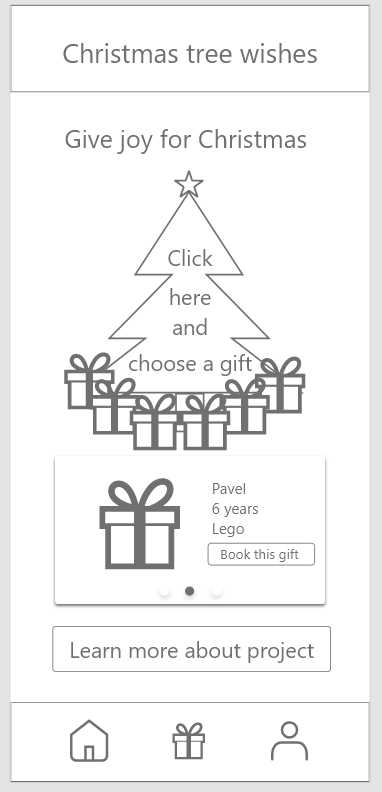 Christmas tree wishes
Give joy for Christmas
Click
here
and
choose a gift
Pavel
6 years
Lego
Book this gift
Learn more about project